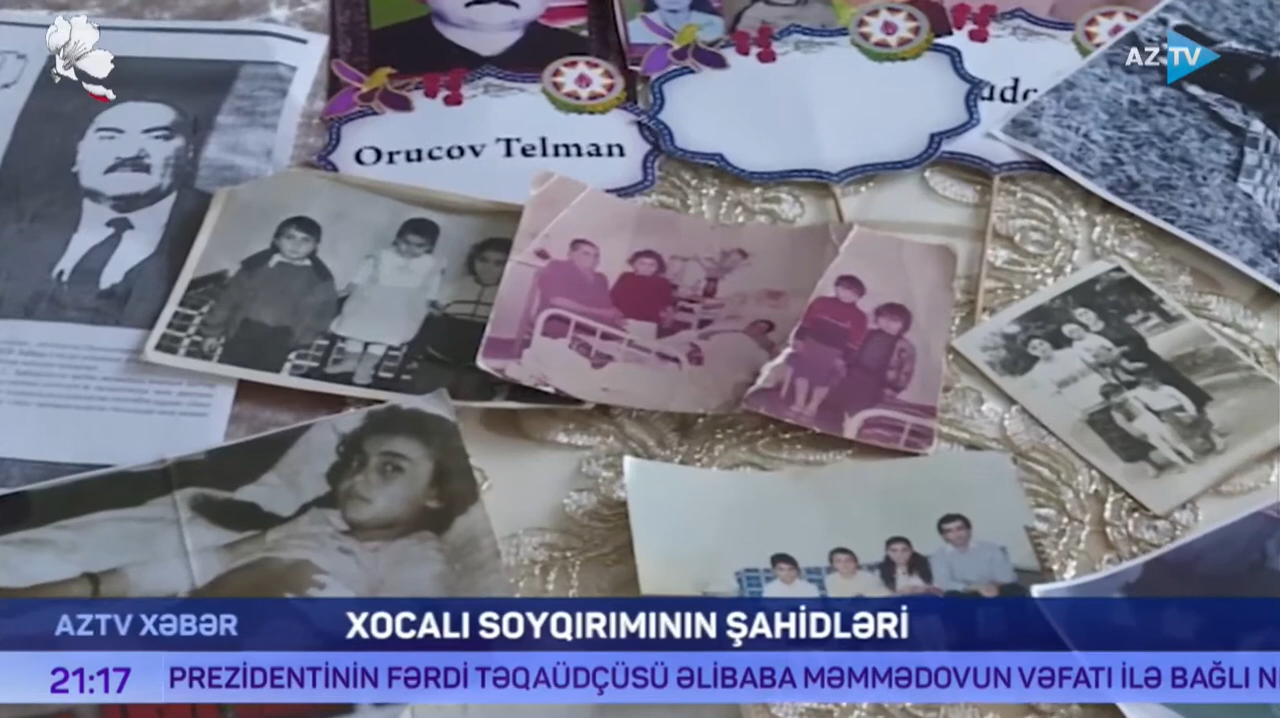 AZTV
Orucov Telman
AZTV XƏBƏR
XOCALI SOYQIRIMININ ŞAHİDLƏRİ
21:17
PREZİDENTİNİN FƏRDİ TƏQAÜDÇÜSÜ ƏLİBABA MƏMMƏDOVUN VƏFATI İLƏ BAĞLI N